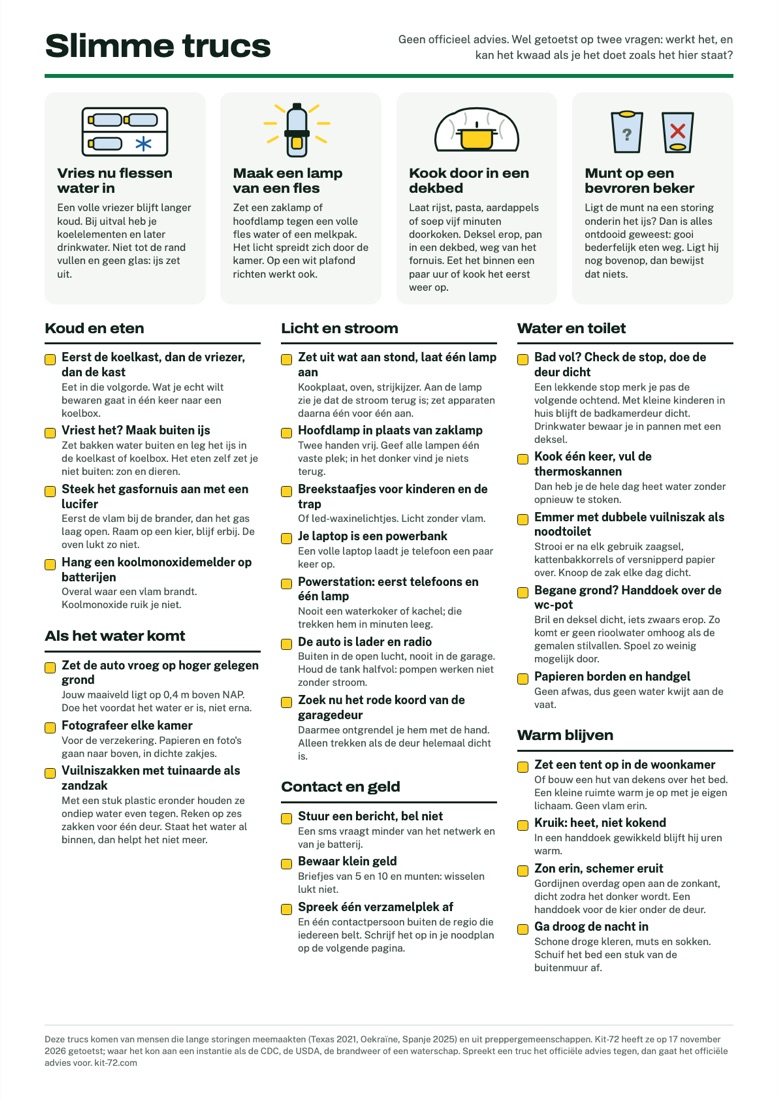 Slimme trucs
Geen officieel advies. Wel getoetst op twee vragen: werkt het, en
kan het kwaad als je het doet zoals het hier staat?
Vries nu flessen
water in
Een volle vriezer blijft langer
koud. Bij uitval heb je
koelelementen en later
drinkwater. Niet tot de rand
vullen en geen glas: ijs zet
uit.
Maak een lamp
van een fles
Zet een zaklamp of
hoofdlamp tegen een volle
fles water of een melkpak.
Het licht spreidt zich door de
kamer. Op een wit plafond
richten werkt ook.
Kook door in een
dekbed
Laat rijst, pasta, aardappels
of soep vijf minuten
doorkoken. Deksel erop, pan
in een dekbed, weg van het
fornuis. Eet het binnen een
paar uur of kook het eerst
weer op.
?
Munt op een
bevroren beker
Ligt de munt na een storing
onderin het ijs? Dan is alles
ontdooid geweest: gooi
bederfelijk eten weg. Ligt hij
nog bovenop, dan bewijst
dat niets.
Koud en eten
Eerst de koelkast, dan de vriezer,
dan de kast
Eet in die volgorde. Wat je echt wilt
bewaren gaat in één keer naar een
koelbox.
Vriest het? Maak buiten ijs
Zet bakken water buiten en leg het ijs in
de koelkast of koelbox. Het eten zelf zet je
niet buiten: zon en dieren.
Steek het gasfornuis aan met een
lucifer
Eerst de vlam bij de brander, dan het gas
laag open. Raam op een kier, blijf erbij. De
oven lukt zo niet.
Hang een koolmonoxidemelder op
batterijen
Overal waar een vlam brandt.
Koolmonoxide ruik je niet.
Als het water komt
Zet de auto vroeg op hoger gelegen
grond
Jouw maaiveld ligt op 0,4 m boven NAP.
Doe het voordat het water er is, niet erna.
Fotografeer elke kamer
Voor de verzekering. Papieren en foto's
gaan naar boven, in dichte zakjes.
Vuilniszakken met tuinaarde als
zandzak
Met een stuk plastic eronder houden ze
ondiep water even tegen. Reken op zes
zakken voor één deur. Staat het water al
binnen, dan helpt het niet meer.
Licht en stroom
Zet uit wat aan stond, laat één lamp
aan
Kookplaat, oven, strijkijzer. Aan de lamp
zie je dat de stroom terug is; zet apparaten
daarna één voor één aan.
Hoofdlamp in plaats van zaklamp
Twee handen vrij. Geef alle lampen één
vaste plek; in het donker vind je niets
terug.
Breekstaafjes voor kinderen en de
trap
Of led-waxinelichtjes. Licht zonder vlam.
Je laptop is een powerbank
Een volle laptop laadt je telefoon een paar
keer op.
Powerstation: eerst telefoons en
één lamp
Nooit een waterkoker of kachel; die
trekken hem in minuten leeg.
De auto is lader en radio
Buiten in de open lucht, nooit in de garage.
Houd de tank halfvol: pompen werken niet
zonder stroom.
Zoek nu het rode koord van de
garagedeur
Daarmee ontgrendel je hem met de hand.
Alleen trekken als de deur helemaal dicht
is.
Contact en geld
Stuur een bericht, bel niet
Een sms vraagt minder van het netwerk en
van je batterij.
Bewaar klein geld
Briefjes van 5 en 10 en munten: wisselen
lukt niet.
Spreek één verzamelplek af
En één contactpersoon buiten de regio die
iedereen belt. Schrijf het op in je noodplan
op de volgende pagina.
Water en toilet
Bad vol? Check de stop, doe de
deur dicht
Een lekkende stop merk je pas de
volgende ochtend. Met kleine kinderen in
huis blijft de badkamerdeur dicht.
Drinkwater bewaar je in pannen met een
deksel.
Kook één keer, vul de
thermoskannen
Dan heb je de hele dag heet water zonder
opnieuw te stoken.
Emmer met dubbele vuilniszak als
noodtoilet
Strooi er na elk gebruik zaagsel,
kattenbakkorrels of versnipperd papier
over. Knoop de zak elke dag dicht.
Begane grond? Handdoek over de
wc-pot
Bril en deksel dicht, iets zwaars erop. Zo
komt er geen rioolwater omhoog als de
gemalen stilvallen. Spoel zo weinig
mogelijk door.
Papieren borden en handgel
Geen afwas, dus geen water kwijt aan de
vaat.
Warm blijven
Zet een tent op in de woonkamer
Of bouw een hut van dekens over het bed.
Een kleine ruimte warm je op met je eigen
lichaam. Geen vlam erin.
Kruik: heet, niet kokend
In een handdoek gewikkeld blijft hij uren
warm.
Zon erin, schemer eruit
Gordijnen overdag open aan de zonkant,
dicht zodra het donker wordt. Een
handdoek voor de kier onder de deur.
Ga droog de nacht in
Schone droge kleren, muts en sokken.
Schuif het bed een stuk van de
buitenmuur af.
Deze trucs komen van mensen die lange storingen meemaakten (Texas 2021, Oekraïne, Spanje 2025) en uit preppergemeenschappen. Kit-72 heeft ze op 17 november
2026 getoetst; waar het kon aan een instantie als de CDC, de USDA, de brandweer of een waterschap. Spreekt een truc het officiële advies tegen, dan gaat het officiële
advies voor. kit-72.com